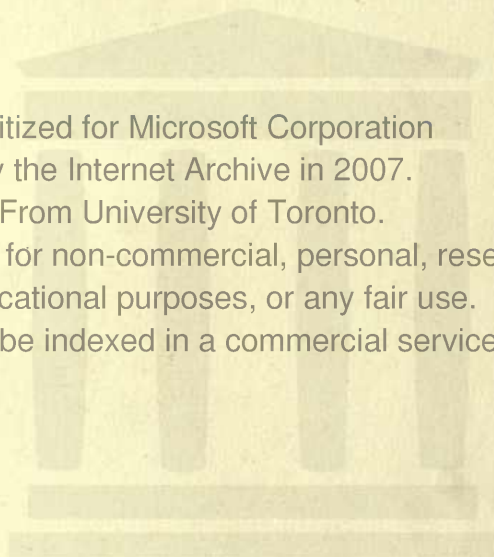 itized for Microsoft Corporation
y the Internet Archive in 2007.
From University of Toronto.
for non-commercial, personal, rese
cational purposes, or any fair use.
be indexed in a commercial service